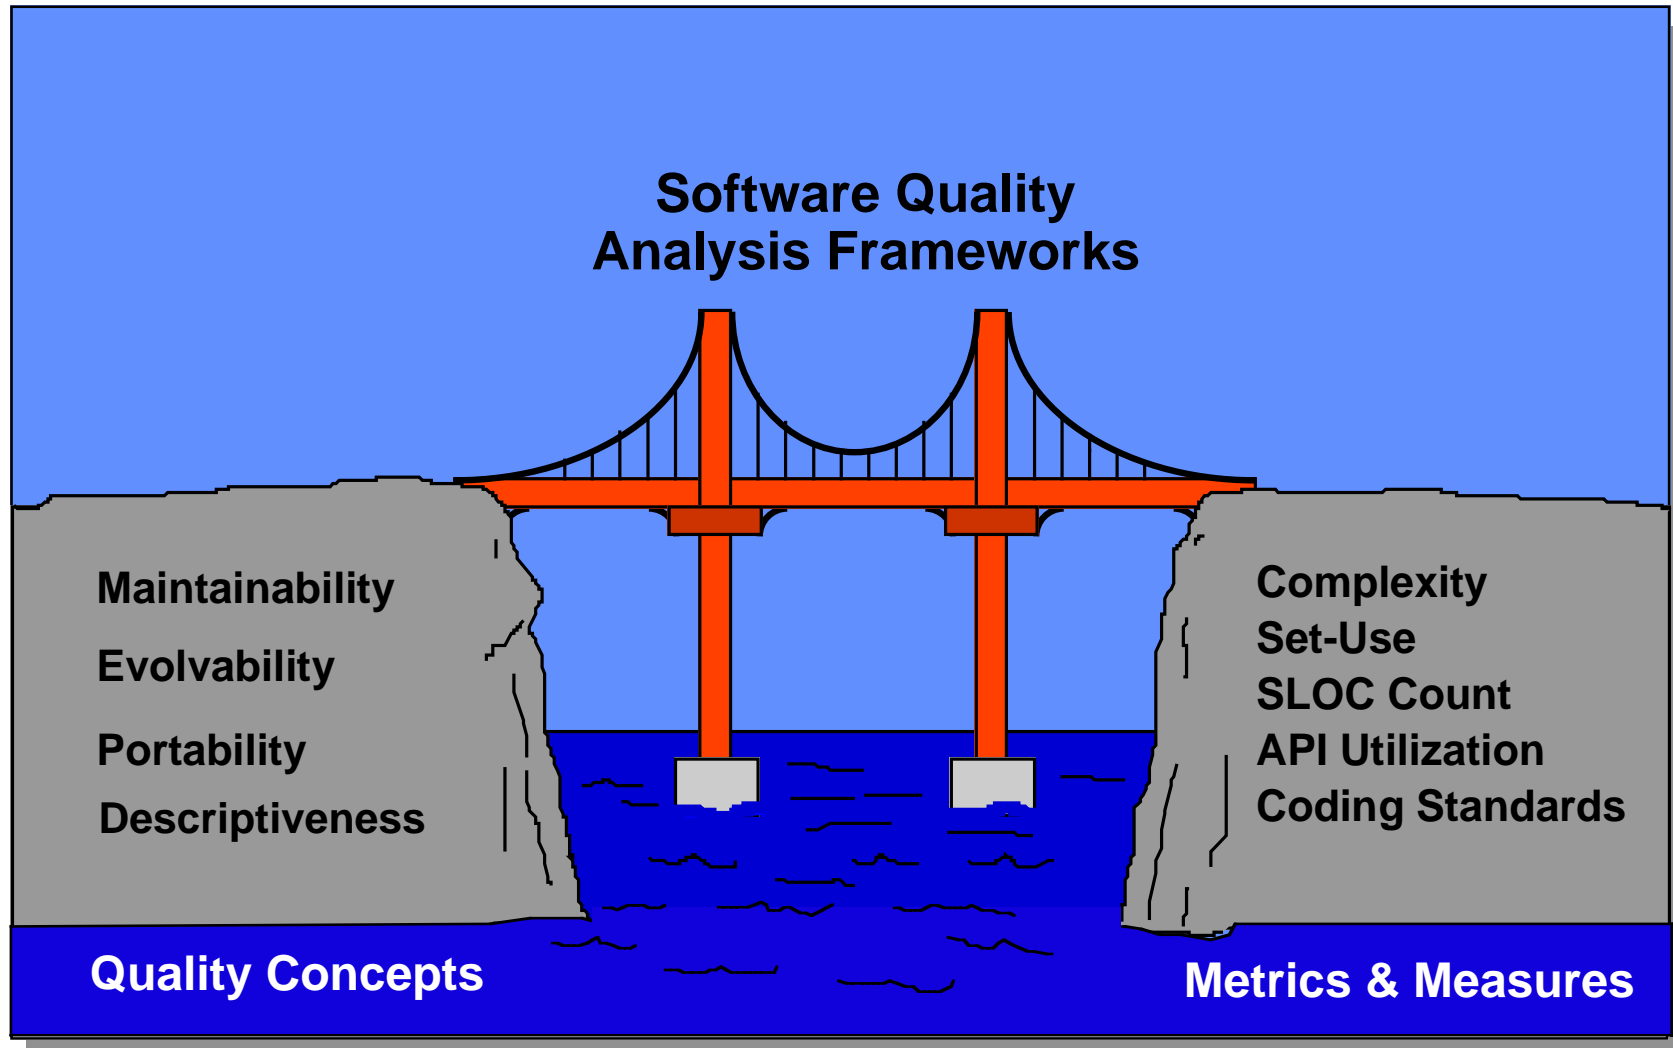 Software Quality
Analysis Frameworks
Maintainability
Evolvability
Portability
Descriptiveness
Complexity
Set-Use
SLOC Count
API Utilization
Coding Standards
Quality Concepts
Metrics & Measures